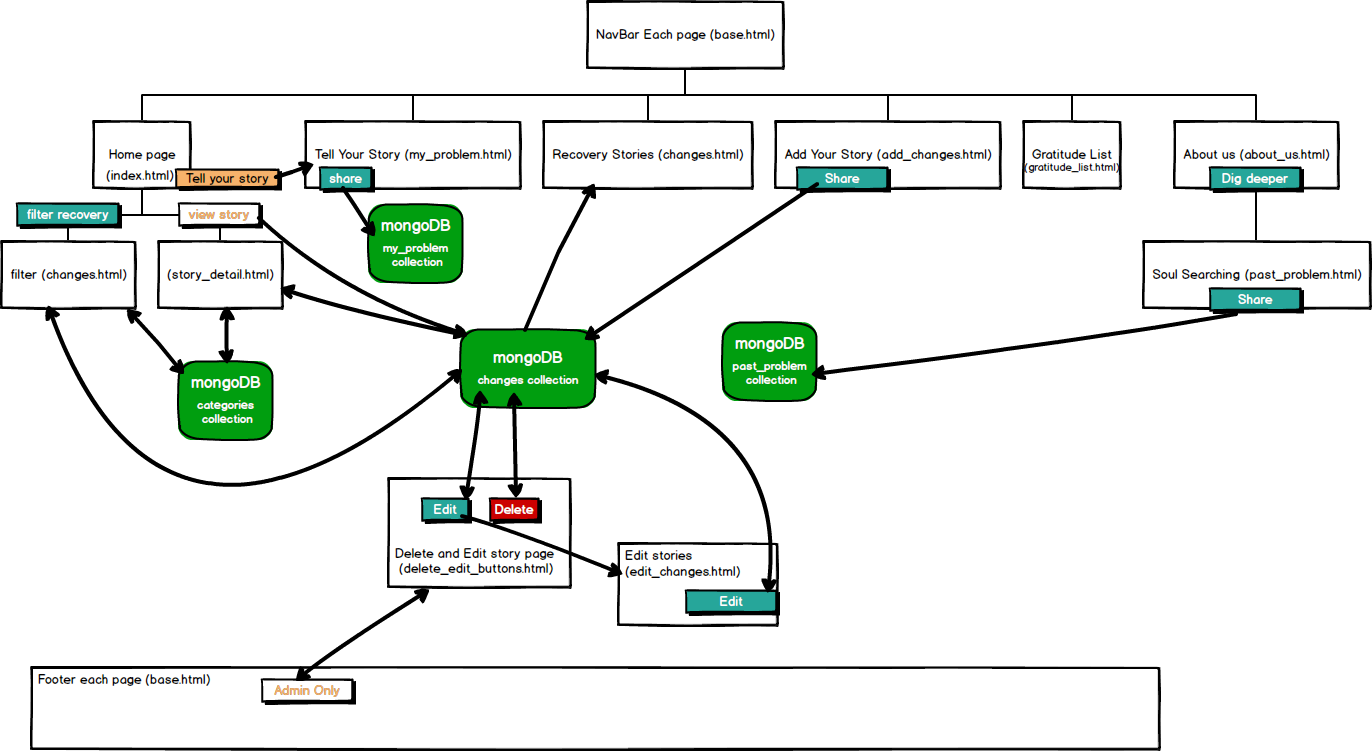 NavBar Each page (base.html)
Home page
(index.html)
Tell your story
Tell Your Story (my_problem.html)
share
Recovery Stories (changes.html)
Add Your Story (add_changes.html)
Share
Gratitude List
(gratitude_list.html)
About us (about_us.html)
Dig deeper
filter recovery
view story
mongoDB
my_problem
collection
filter (changes.html)
(story_detail.html)
Soul Searching (past_problem.html)
Share
mongoDB
changes collection
mongoDB
past_problem
collection
mongoDB
categories
collection
Edit
Delete
Delete and Edit story page
(delete_edit_buttons.html)
Edit stories
(edit_changes.html)
Edit
Footer each page (base.html)
Admin Only